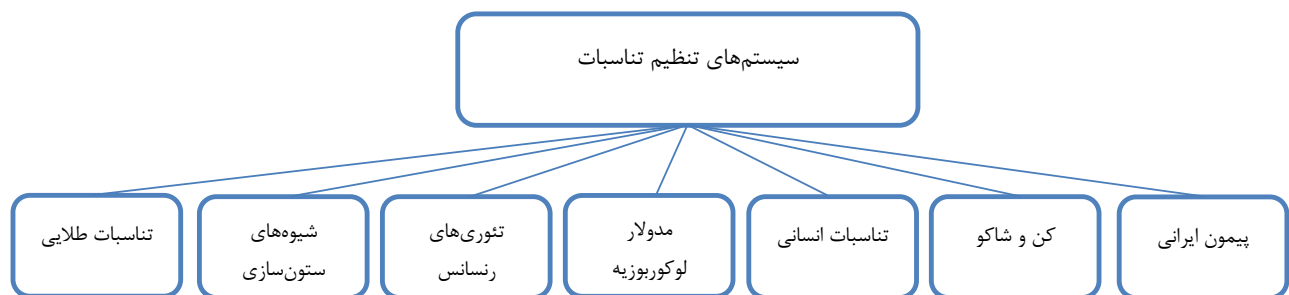 سیستم‌های تنظیم تناسبات
پیمون ایرانی
کن و شاکو
تناسبات انسانی
مدولار
لوکوربوزیه
تئوری‌های
رنسانس
شیوه‌های
ستون‌سازی
تناسبات طلایی